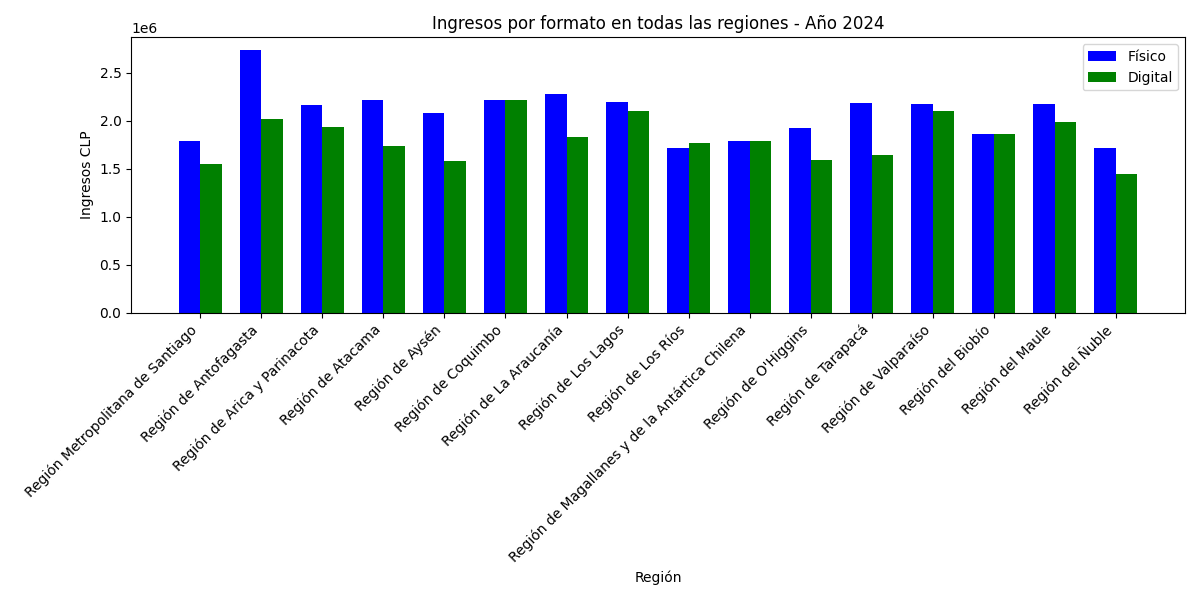 Ingresos por formato en todas las regiones - Año 2024
1e6
Físico
Digital
Ingresos CLP
2.5
2.0
1.5
1.0
0.5
0.0
Región Metropolitana de Santiago
Región de Antofagasta
Región de Arica y Parinacota
Región de Atacama
Región de Aysén
Región de Coquimbo
Región de La Araucanía
Región de Los Lagos
Región de Los Ríos
Región de Magallanes y de la Antártica Chilena
Región de O'Higgins
Región de Tarapacá
Región de Valparaíso
Región del Biobío
Región del Maule
Región del Ñuble
Región